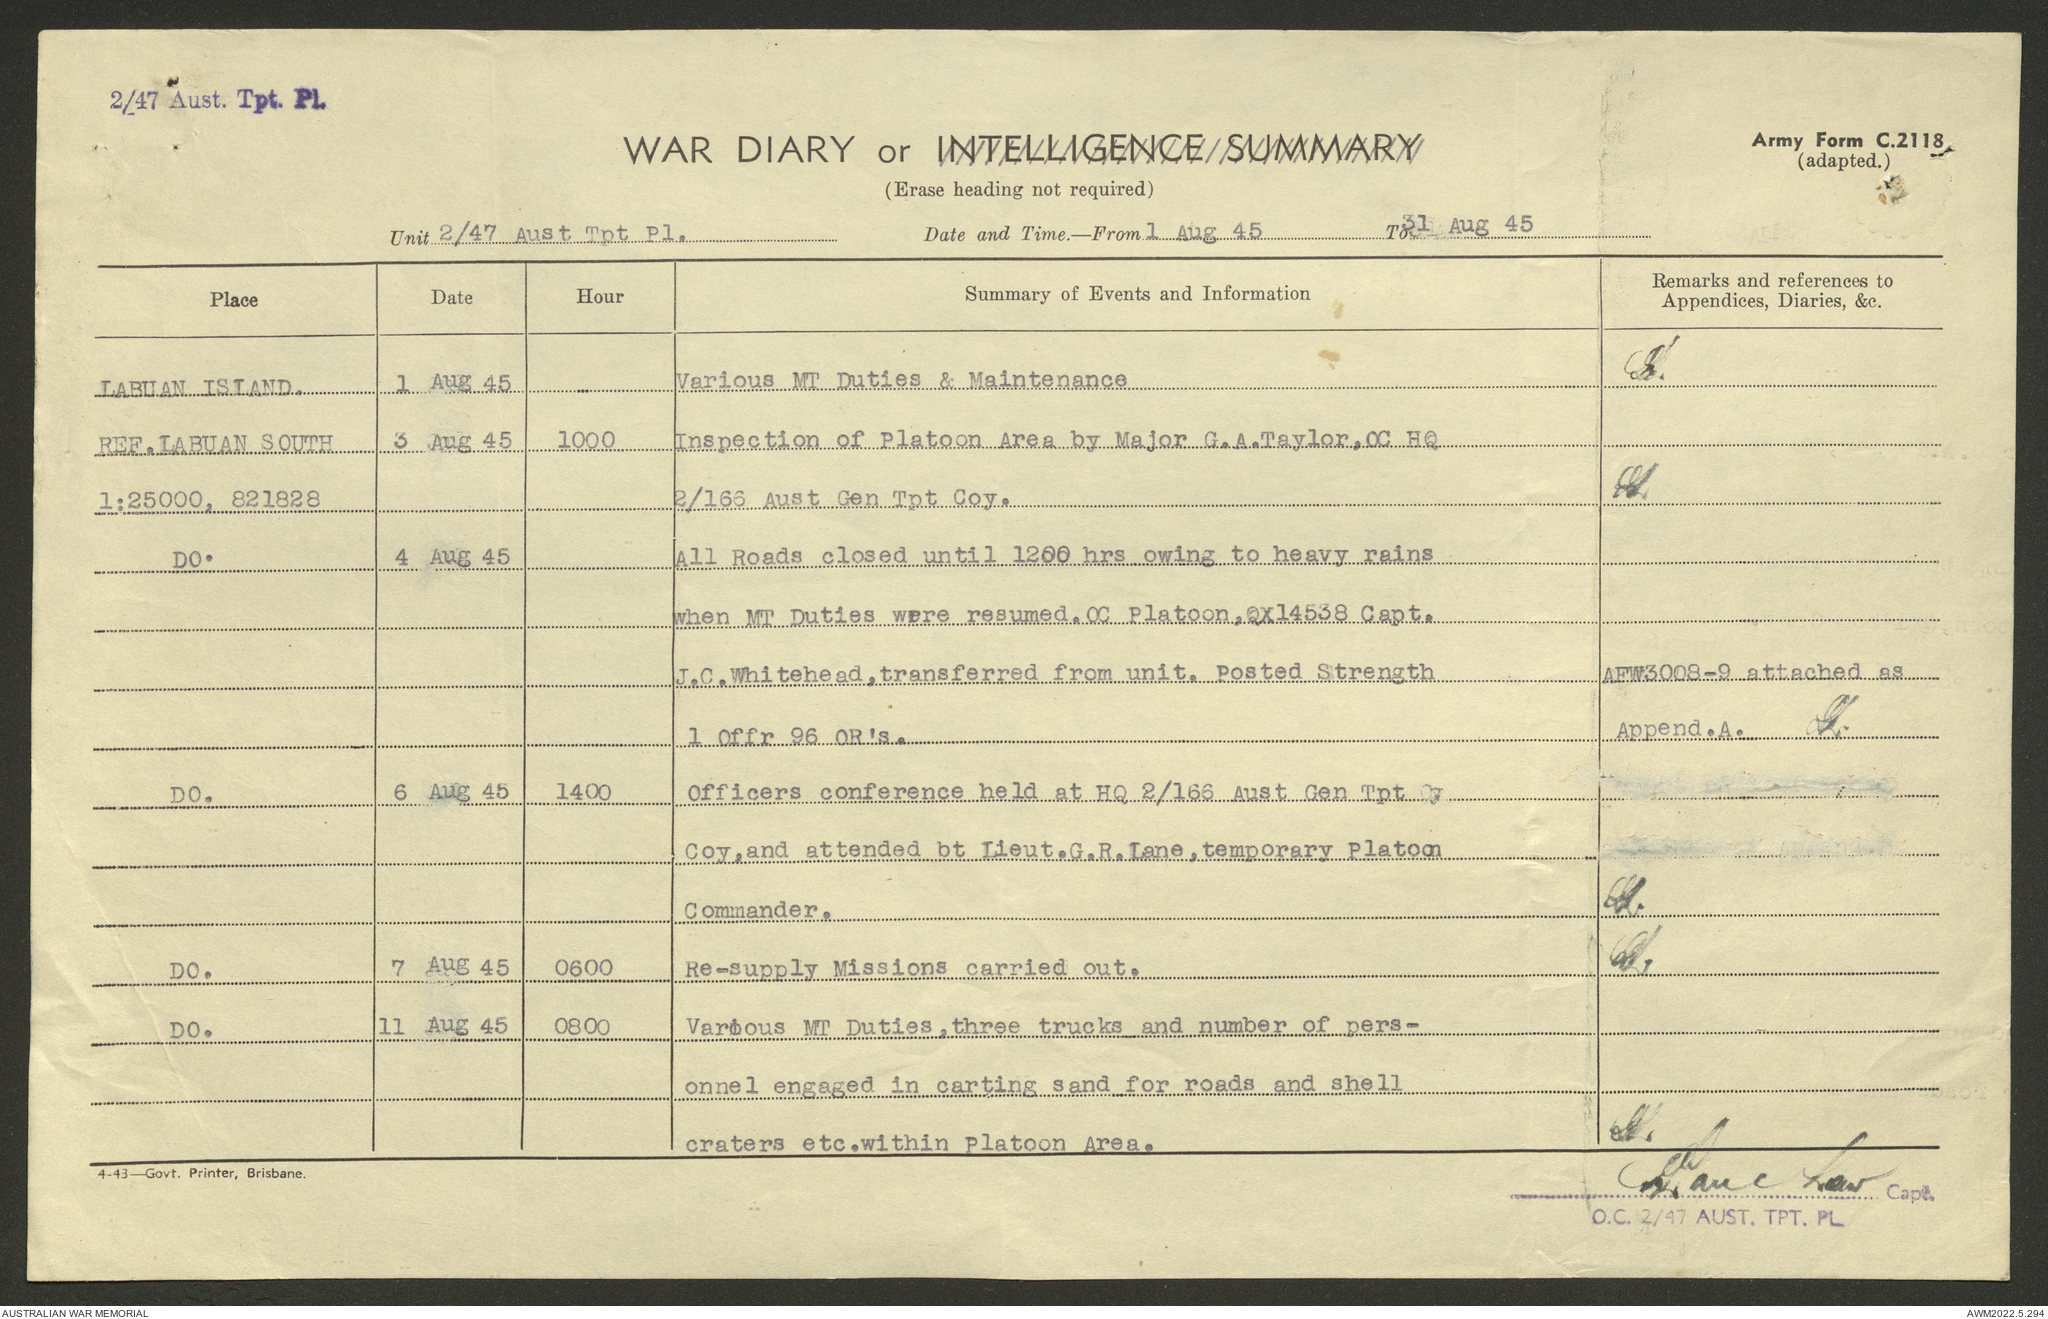 2/47 Aust. Tpt. Pl.
WAR DIARY or INTELLIGENCE SUMMARY
Army Form C.2118.
(adapted.)
(Erase heading not required)
Unit 2/47 Aust Tpt Pl. Date and Time.—From 1 Aug 45 To 31 Aug 45
Place Date Hour Summary of Events and Information Remarks and references to
Appendices, Diaries, &c.
LABUAN ISLAND. 1 Aug 45 Various MT Duties & Maintenance
REF.LABUAN SOUTH 3 Aug 45 1000 Inspection of Platoon Area by Major G.A.Taylor,OC HQ
1:25000, 821828 2/166 Aust Gen Tpt Coy.
DO. 4 Aug 45 All Roads closed until 1200 hrs owing to heavy rains
when MT Duties were resumed.OC Platoon,QX14538 Capt.
J.C.Whitehead,transferred from unit. Posted Strength AFW3008-9 attached as
1 Offr 96 OR's. Append.A.
DO. 6 Aug 45 1400 Officers conference held at HQ 2/166 Aust Gen Tpt
Coy,and attended bt Lieut.G.R.Lane,temporary Platoon
Commander.
DO. 7 Aug 45 0600 Re-supply Missions carried out.
DO. 11 Aug 45 0800 Various MT Duties,three trucks and number of pers-
onnel engaged in carting sand for roads and shell
craters etc.within Platoon Area.
4-43—Govt. Printer, Brisbane.
Capt.
O.C. 2/47 AUST. TPT. PL
AUSTRALIAN WAR MEMORIAL AWM2022.5.294